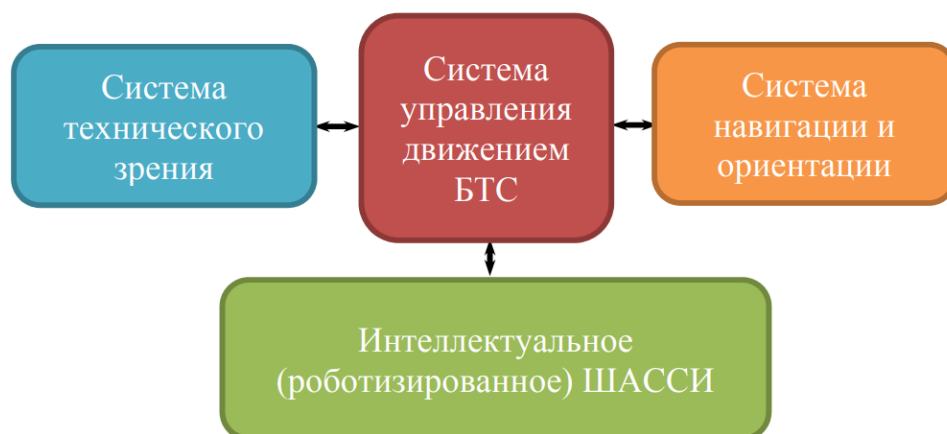 Система
технического
зрения
Система
управления
движением
БТС
Система
навигации и
ориентации
Интеллектуальное
(роботизированное) ШАССИ